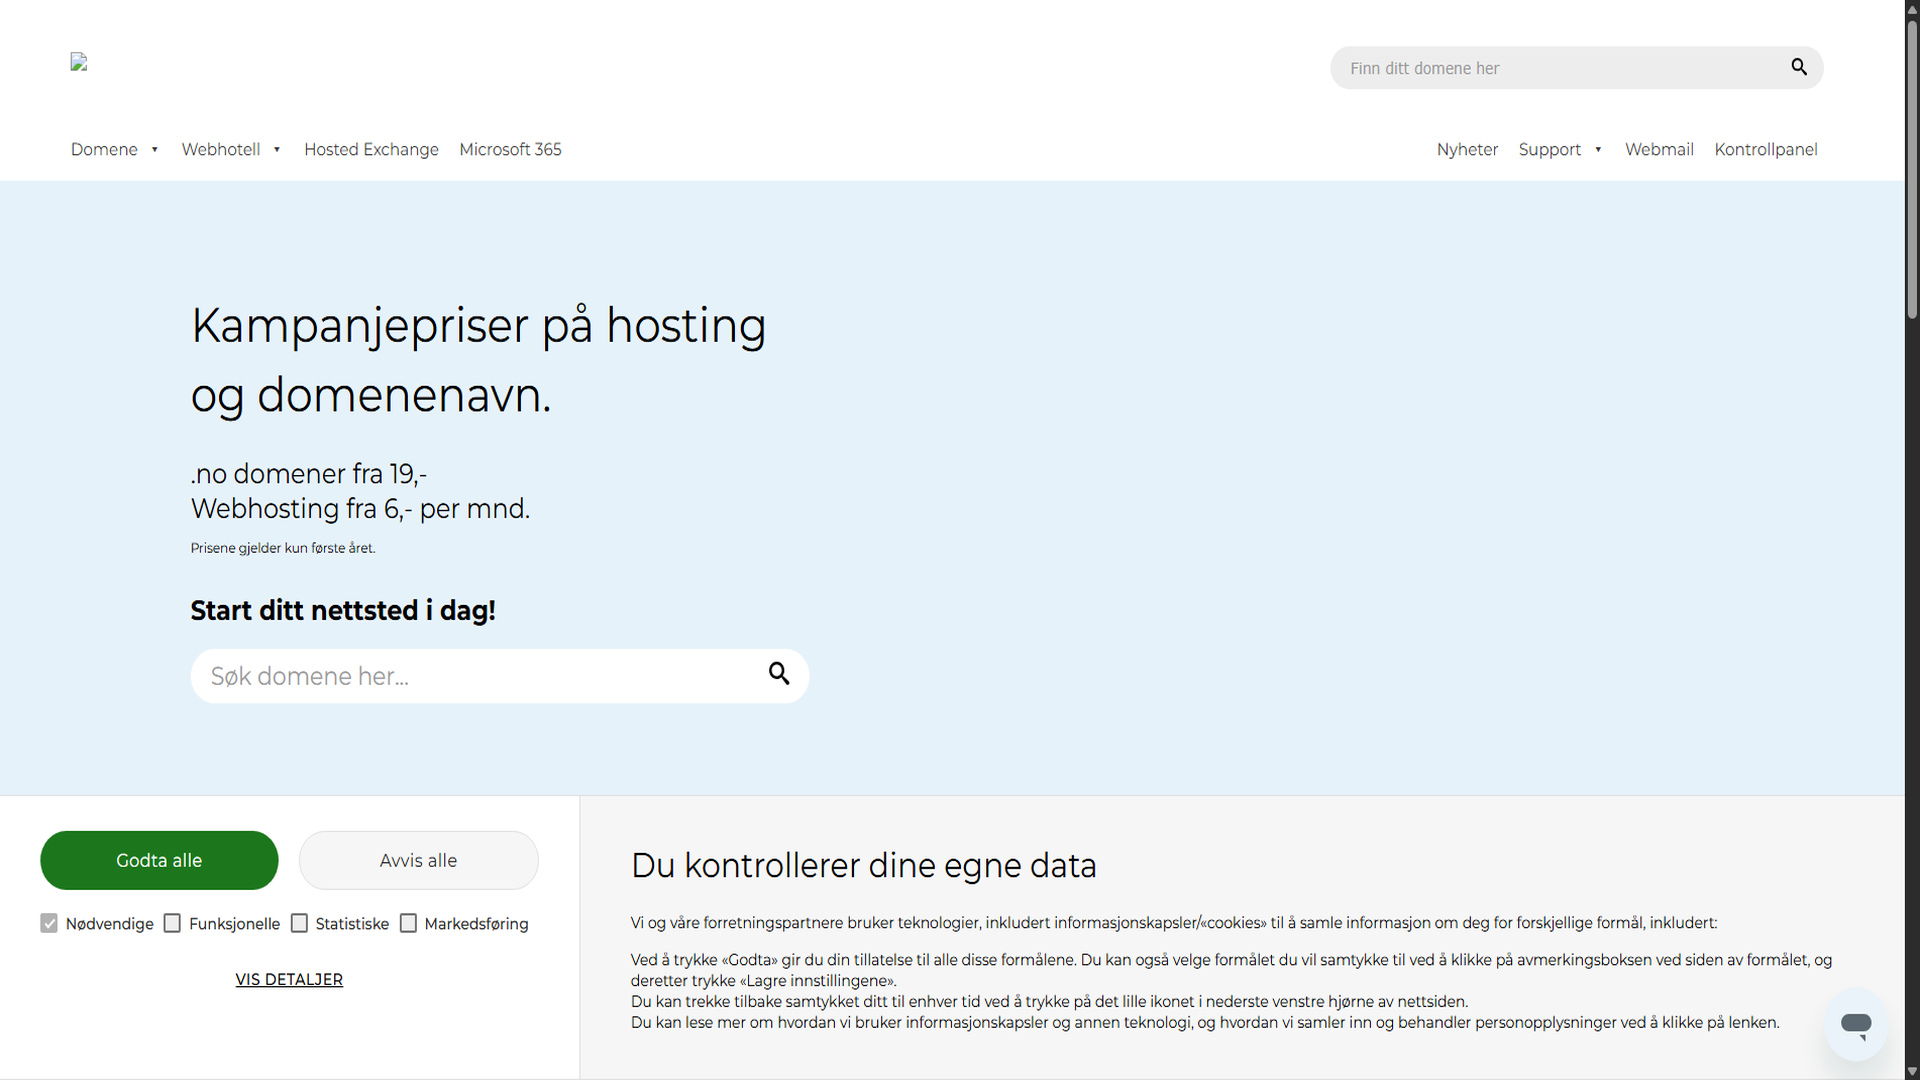 Finn ditt domene her
Domene ▼ Webhotell ▼ Hosted Exchange Microsoft 365 Nyheter Support ▼ Webmail Kontrollpanel
Kampanjepriser på hosting
og domenenavn.
.no domener fra 19,-
Webhosting fra 6,- per mnd.
Prisene gjelder kun første året.
Start ditt nettsted i dag!
Søk domene her...
Godta alle Avvis alle
Nødvendige Funksjonelle Statistiske Markedsføring
VIS DETALJER
Du kontrollerer dine egne data
Vi og våre forretningspartnere bruker teknologier, inkludert informasjonskapsler/«cookies» til å samle informasjon om deg for forskjellige formål, inkludert:
Ved å trykke «Godta» gir du din tillatelse til alle disse formålene. Du kan også velge formålet du vil samtykke til ved å klikke på avmerkingsboksen ved siden av formålet, og
deretter trykke «Lagre innstillingene».
Du kan trekke tilbake samtykket ditt til enhver tid ved å trykke på det lille ikonet i nederste venstre hjørne av nettsiden.
Du kan lese mer om hvordan vi bruker informasjonskapsler og annen teknologi, og hvordan vi samler inn og behandler personopplysninger ved å klikke på lenken.